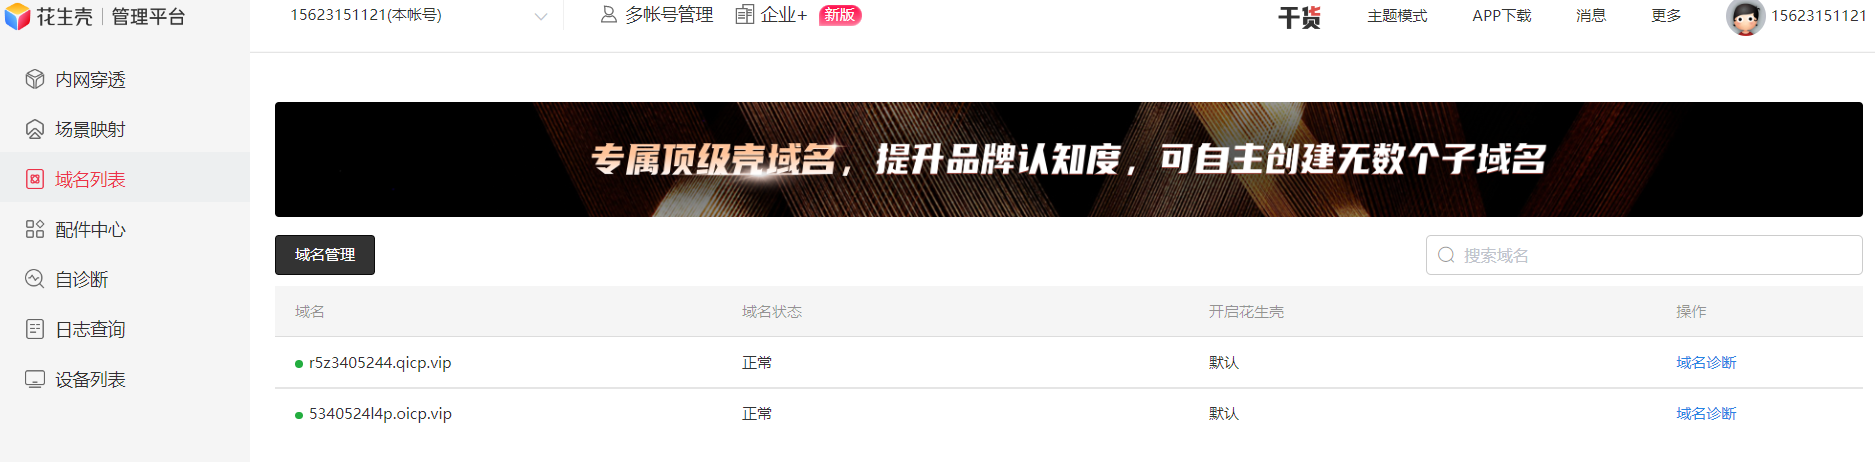 花生壳 | 管理平台
15623151121(本帐号)
多帐号管理
企业+
新版
干货
主题模式
APP下载
消息
更多
15623151121
内网穿透
场景映射
域名列表
配件中心
自诊断
日志查询
设备列表
专属顶级壳域名，提升品牌认知度，可自主创建无数个子域名
域名管理
搜索域名
域名 域名状态 开启花生壳 操作
r5z3405244.qicp.vip 正常 默认 域名诊断
5340524l4p.oicp.vip 正常 默认 域名诊断